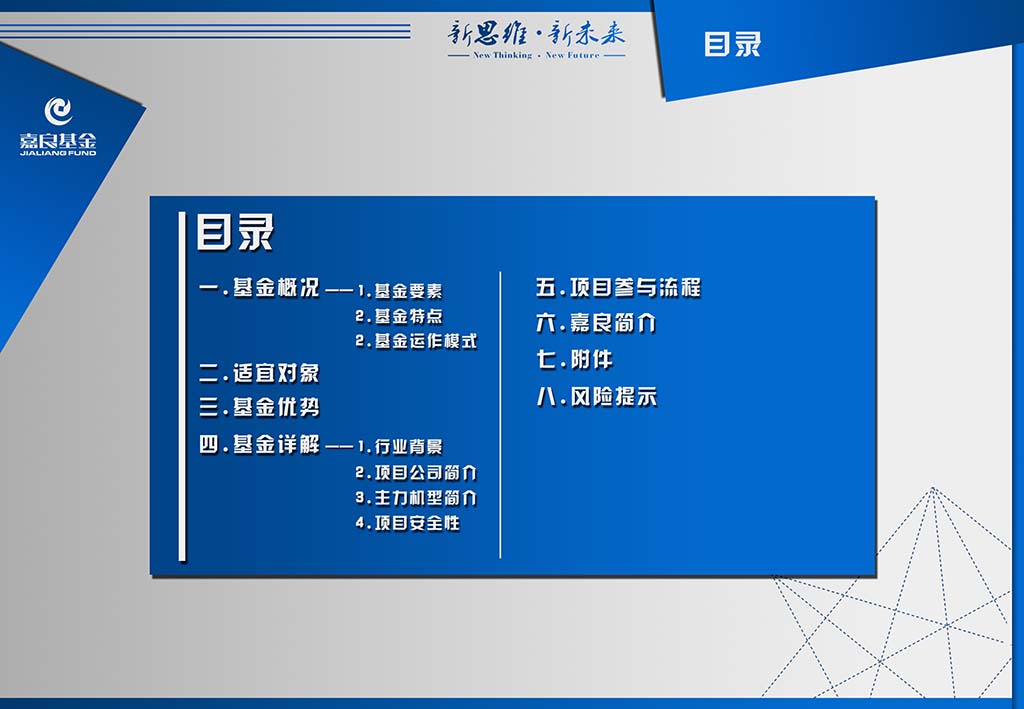 新思维·新未来
New Thinking · New Future
目录
嘉良基金
JIALIANG FUND
目录
一.基金概况——1.基金要素
2.基金特点
2.基金运作模式
二.适宜对象
三.基金优势
四.基金详解——1.行业背景
2.项目公司简介
3.主力机型简介
4.项目安全性
五.项目参与流程
六.嘉良简介
七.附件
八.风险提示